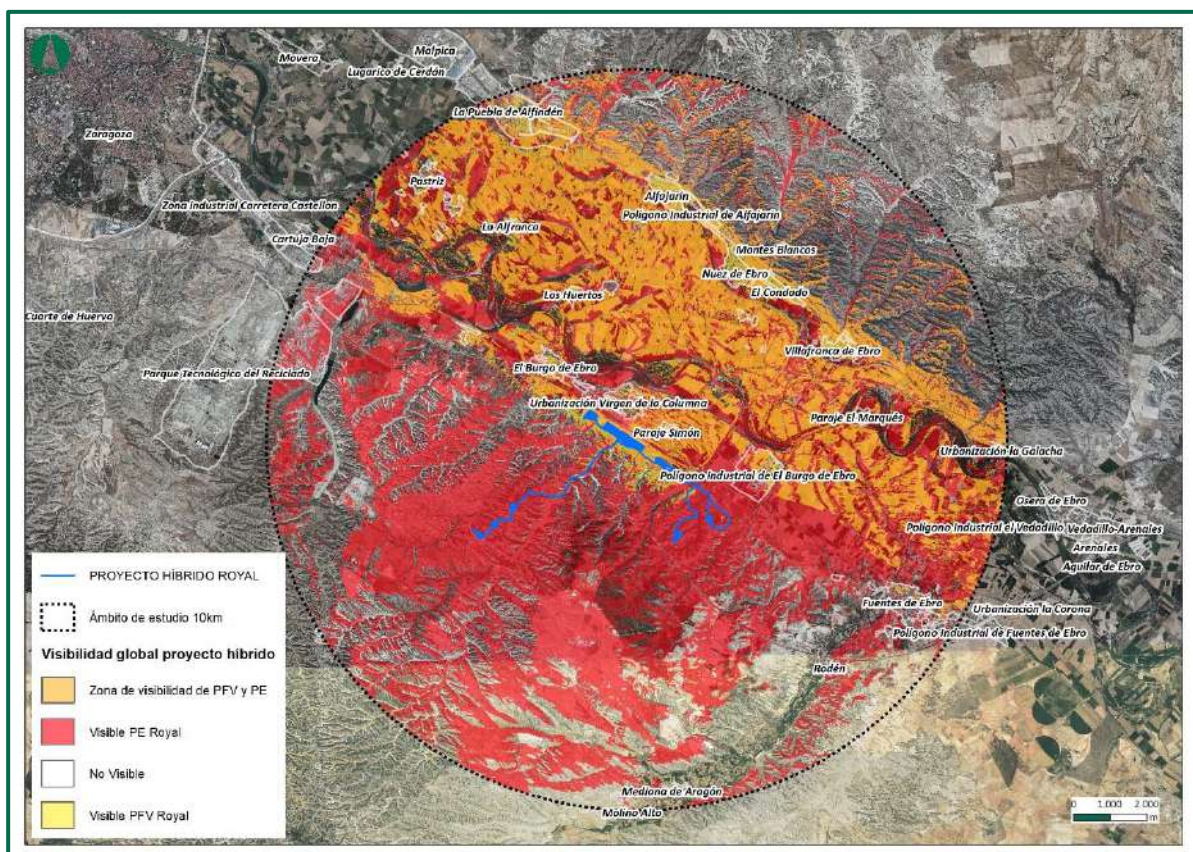 Malpica
Movera
Lugarico de Cerdán
La Puebla de Alfindén
Zaragoza
Pastriz
Alfajarín
Zona industrial Carretera Castellon
Polígono Industrial de Alfajarín
La Alfranca
Cartuja Baja
Montes Blancos
Nuez de Ebro
El Condado
Los Huertos
Cuarte de Huerva
Villafranca de Ebro
El Burgo de Ebro
Parque Tecnológico del Reciclado
Urbanización Virgen de la Columna
Paraje El Marqués
Paraje Simón
Urbanización la Galacha
Polígono Industrial de El Burgo de Ebro
Osera de Ebro
Polígono Industrial el Vedadillo
Vedadillo-Arenales
Arenales
Aguilar de Ebro
Fuentes de Ebro
Urbanización la Corona
Polígono Industrial de Fuentes de Ebro
Rodén
Mediana de Aragón
Molino Alto
PROYECTO HÍBRIDO ROYAL
Ámbito de estudio 10km
Visibilidad global proyecto híbrido
Zona de visibilidad de PFV y PE
Visible PE Royal
No Visible
Visible PFV Royal
0 1.000 2.000
m